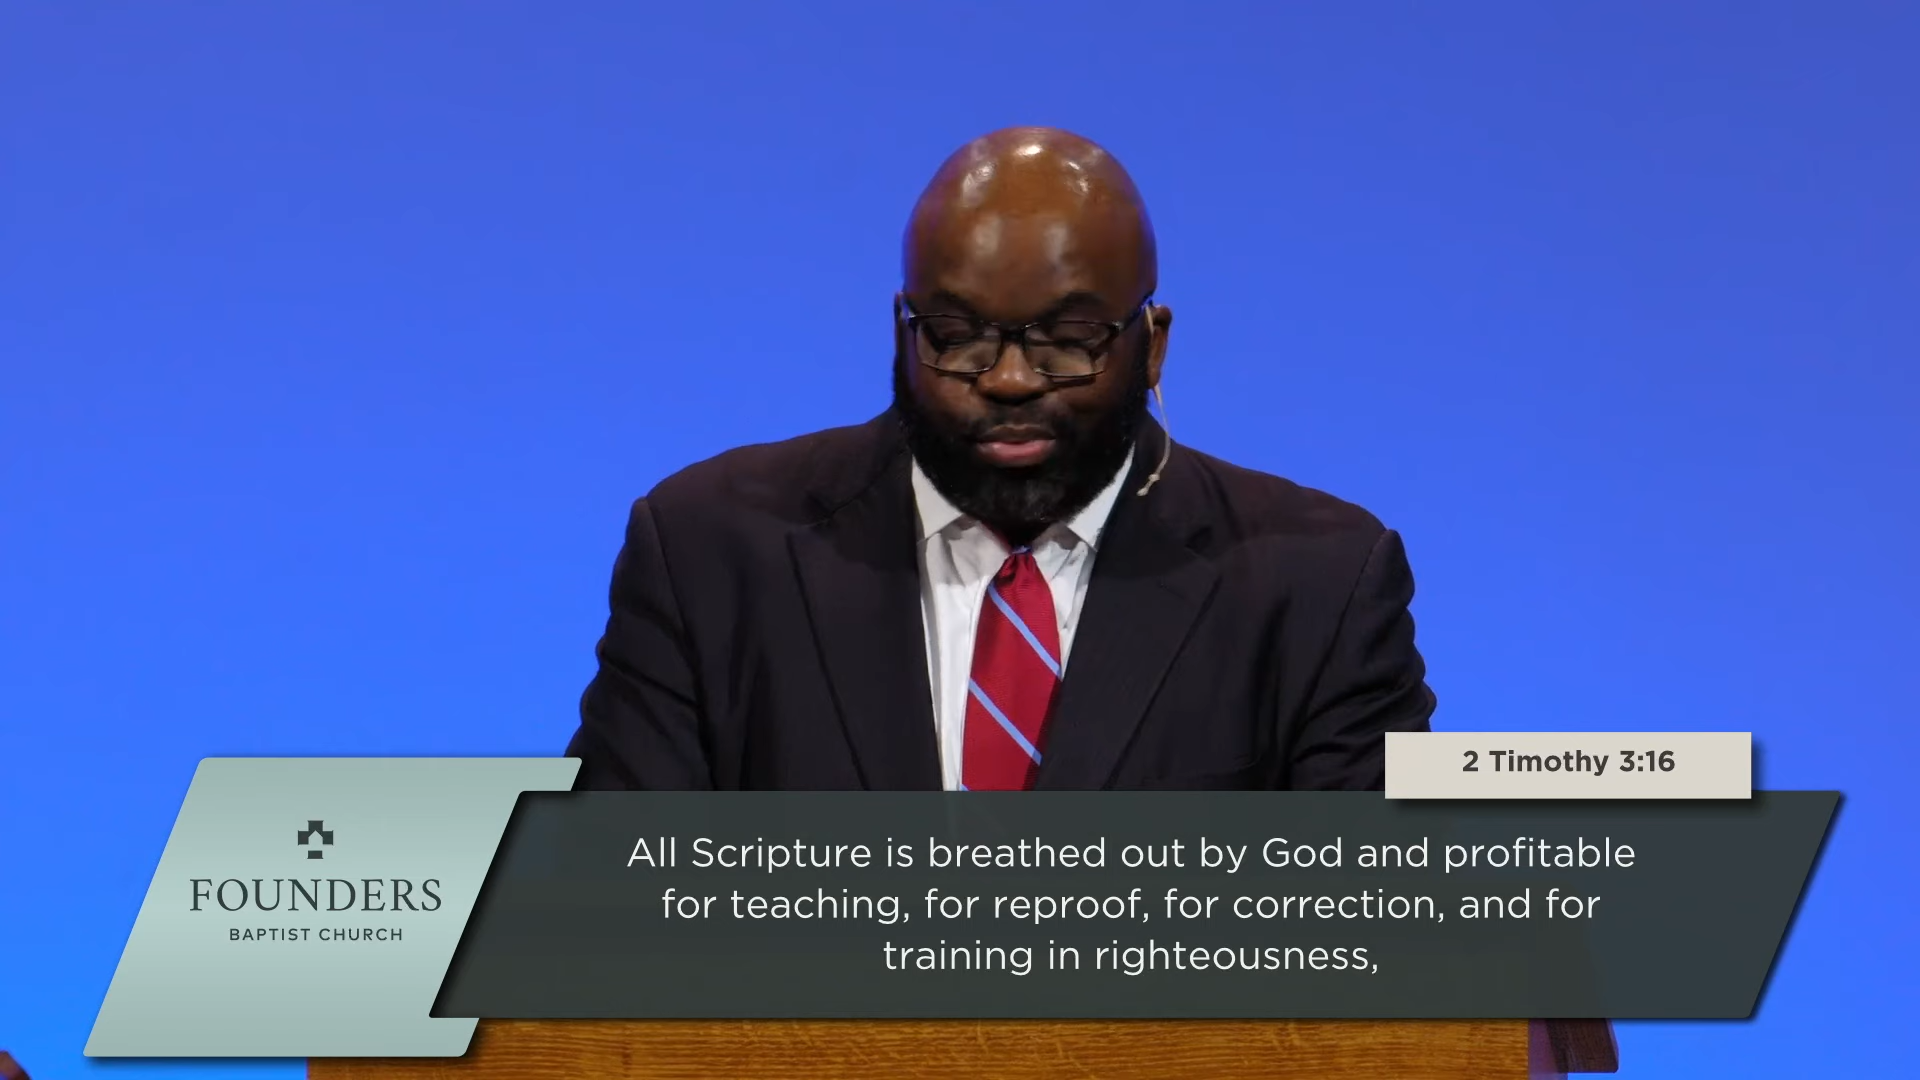 2 Timothy 3:16
All Scripture is breathed out by God and profitable
for teaching, for reproof, for correction, and for
training in righteousness,
FOUNDERS
BAPTIST CHURCH